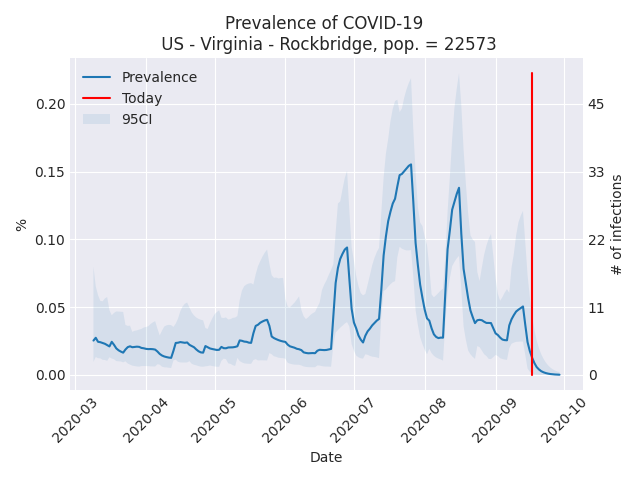 Prevalence of COVID-19
US - Virginia - Rockbridge, pop. = 22573
Prevalence
Today
95CI
0.20
0.15
0.10
0.05
0.00
%
45
33
22
11
0
# of infections
2020-03
2020-04
2020-05
2020-06
2020-07
2020-08
2020-09
2020-10
Date